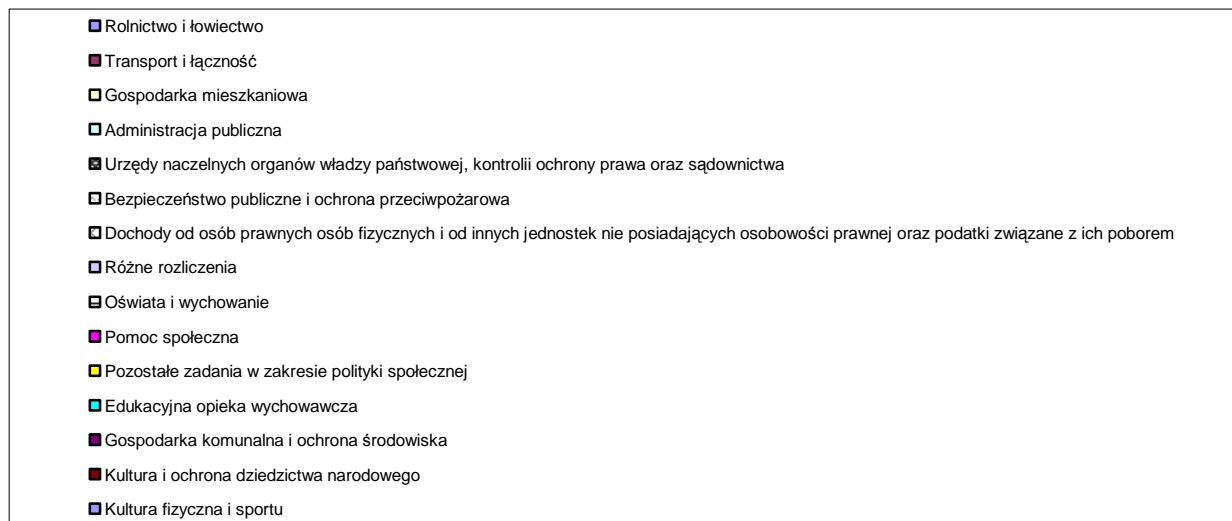 Rolnictwo i łowiectwo
Transport i łączność
Gospodarka mieszkaniowa
Administracja publiczna
Urzędy naczelnych organów władzy państwowej, kontrolii ochrony prawa oraz sądownictwa
Bezpieczeństwo publiczne i ochrona przeciwpożarowa
Dochody od osób prawnych osób fizycznych i od innych jednostek nie posiadających osobowości prawnej oraz podatki związane z ich poborem
Różne rozliczenia
Oświata i wychowanie
Pomoc społeczna
Pozostałe zadania w zakresie polityki społecznej
Edukacyjna opieka wychowawcza
Gospodarka komunalna i ochrona środowiska
Kultura i ochrona dziedzictwa narodowego
Kultura fizyczna i sportu